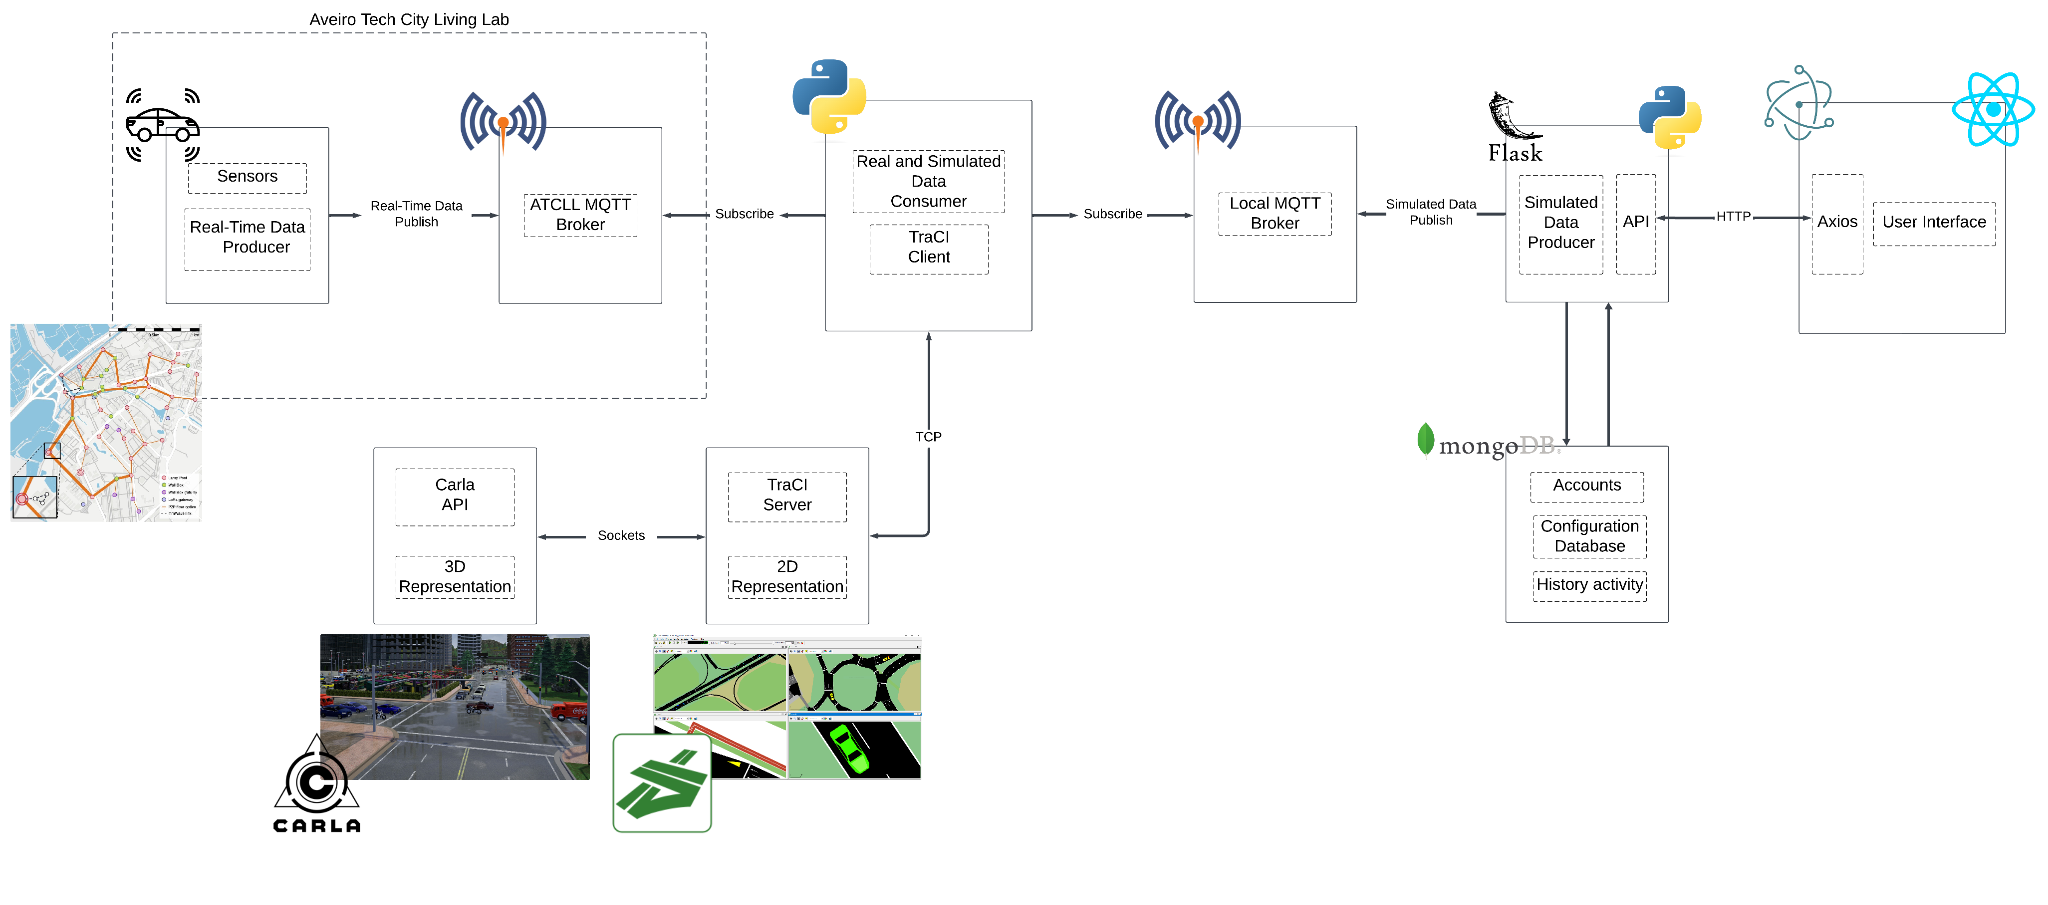 Aveiro Tech City Living Lab
Sensors
Real-Time Data
Producer
Real-Time Data
Publish
ATCLL MQTT
Broker
Subscribe
Real and Simulated
Data
Consumer
TraCI
Client
Subscribe
Local MQTT
Broker
Simulated Data
Publish
Flask
Simulated
Data
Producer
API
HTTP
Axios
User Interface
TCP
mongoDB
Accounts
Configuration
Database
History activity
Carla
API
3D
Representation
Sockets
TraCI
Server
2D
Representation
CARLA